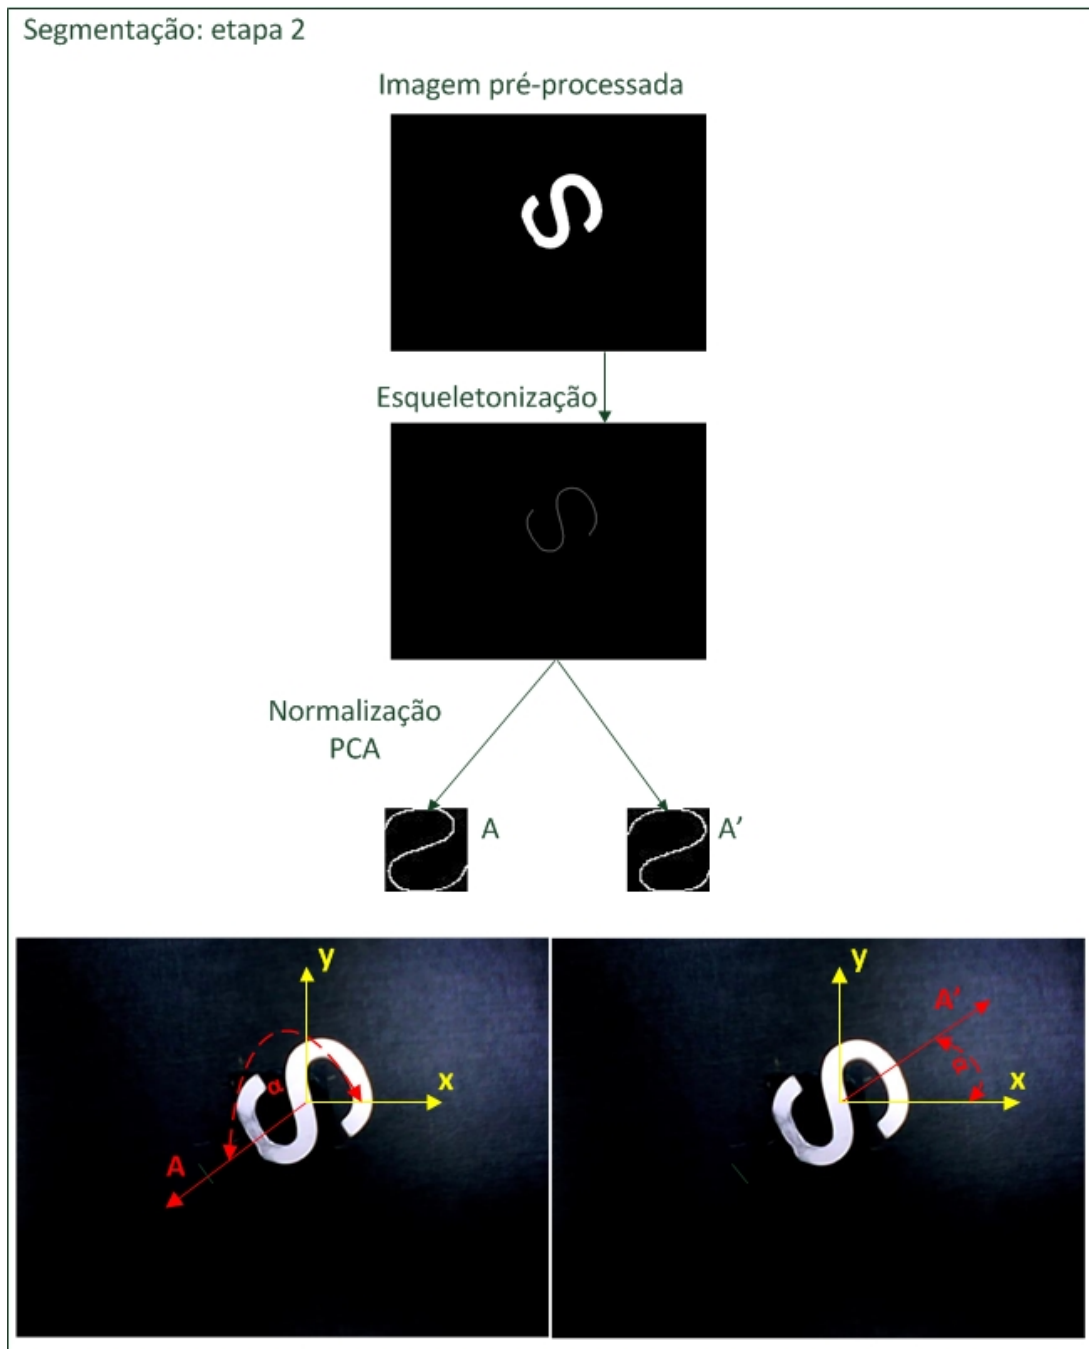 Segmentação: etapa 2
Imagem pré-processada
S
Esqueletonização
S
Normalização
PCA
A
A'
y
x
α
A
S
y
x
α
A'
S